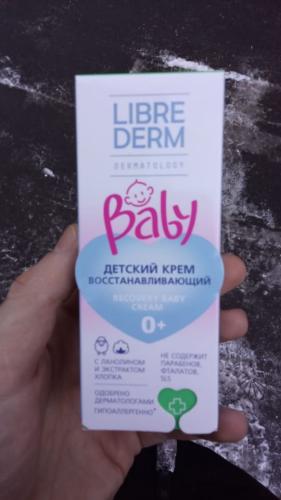 LIBRE
DERM
DERMATOLOGY
Baby
ДЕТСКИЙ КРЕМ
ВОССТАНАВЛИВАЮЩИЙ
RECOVERY BABY
CREAM
0+
С ЛАНОЛИНОМ
И ЭКСТРАКТОМ
ХЛОПКА
НЕ СОДЕРЖИТ
ПАРАБЕНОВ,
ФТАЛАТОВ,
SLS
ОДОБРЕНО
ДЕРМАТОЛОГАМИ
ГИПОАЛЛЕРГЕННО*